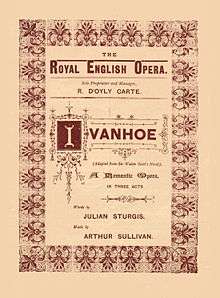 THE
ROYAL ENGLISH OPERA.
Sole Proprietor and Manager,
R. D'OYLY CARTE.
IVANHOE
(Adapted from Sir Walter Scott's Novel),
A Romantic Opera,
IN THREE ACTS
Words by
JULIAN STURGIS.
Music by
ARTHUR SULLIVAN.